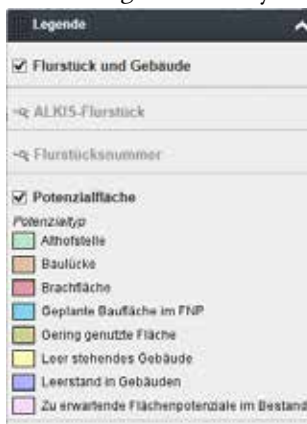 Legende
Flurstück und Gebäude
ALKIS-Flurstück
Flurstücksnummer
Potenzialfläche
Potenzialtyp
Althofstelle
Baulücke
Brachfläche
Geplante Baufläche im FNP
Gering genutzte Fläche
Leer stehendes Gebäude
Leerstand in Gebäuden
Zu erwartende Flächenpotenziale im Bestand